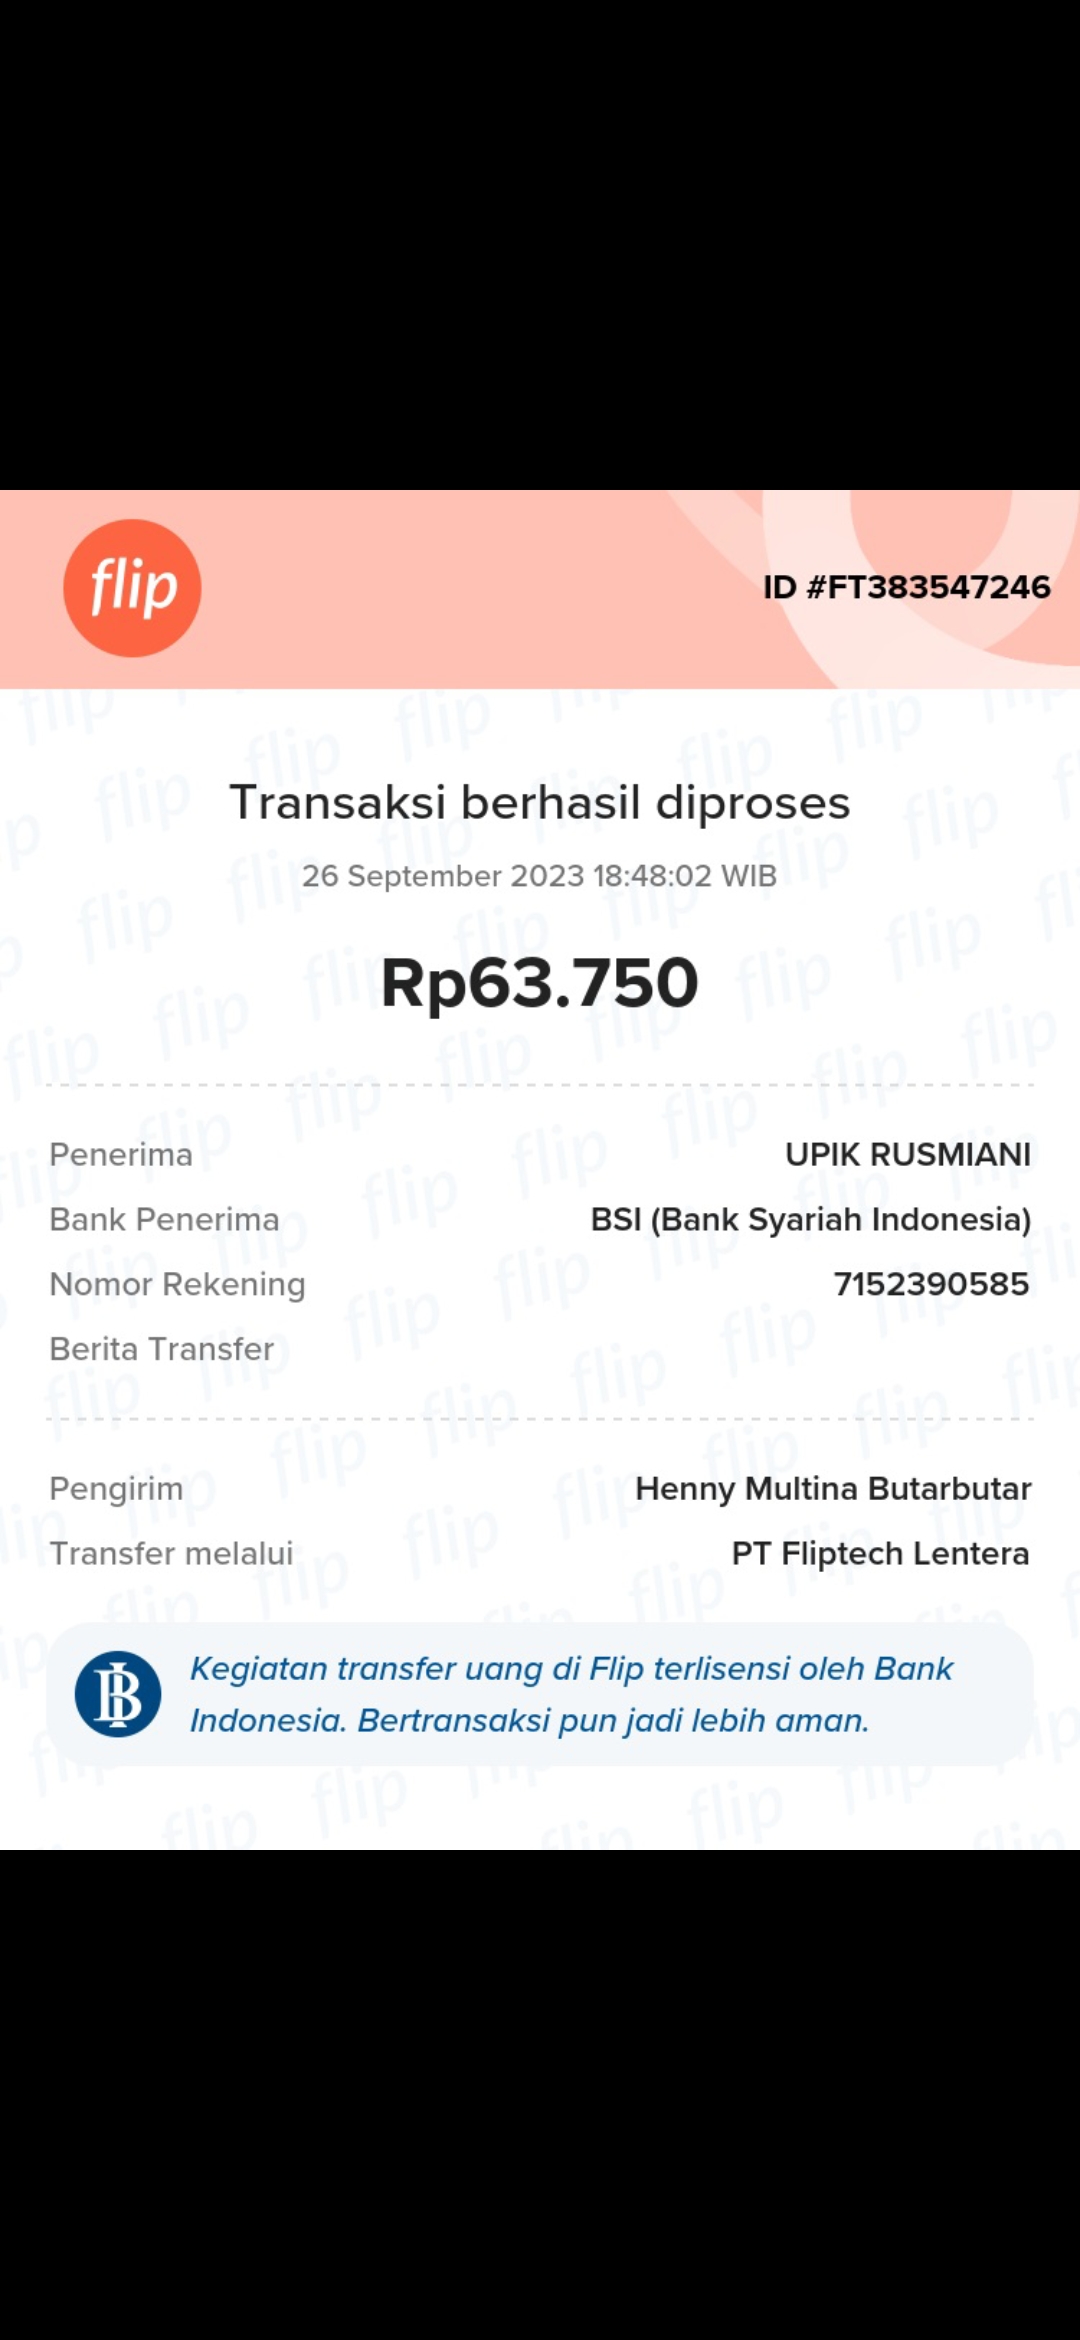 flip
ID #FT383547246
Transaksi berhasil diproses
26 September 2023 18:48:02 WIB
Rp63.750
Penerima UPIK RUSMIANI
Bank Penerima BSI (Bank Syariah Indonesia)
Nomor Rekening 7152390585
Berita Transfer
Pengirim Henny Multina Butarbutar
Transfer melalui PT Fliptech Lentera
Kegiatan transfer uang di Flip terlisensi oleh Bank
Indonesia. Bertransaksi pun jadi lebih aman.